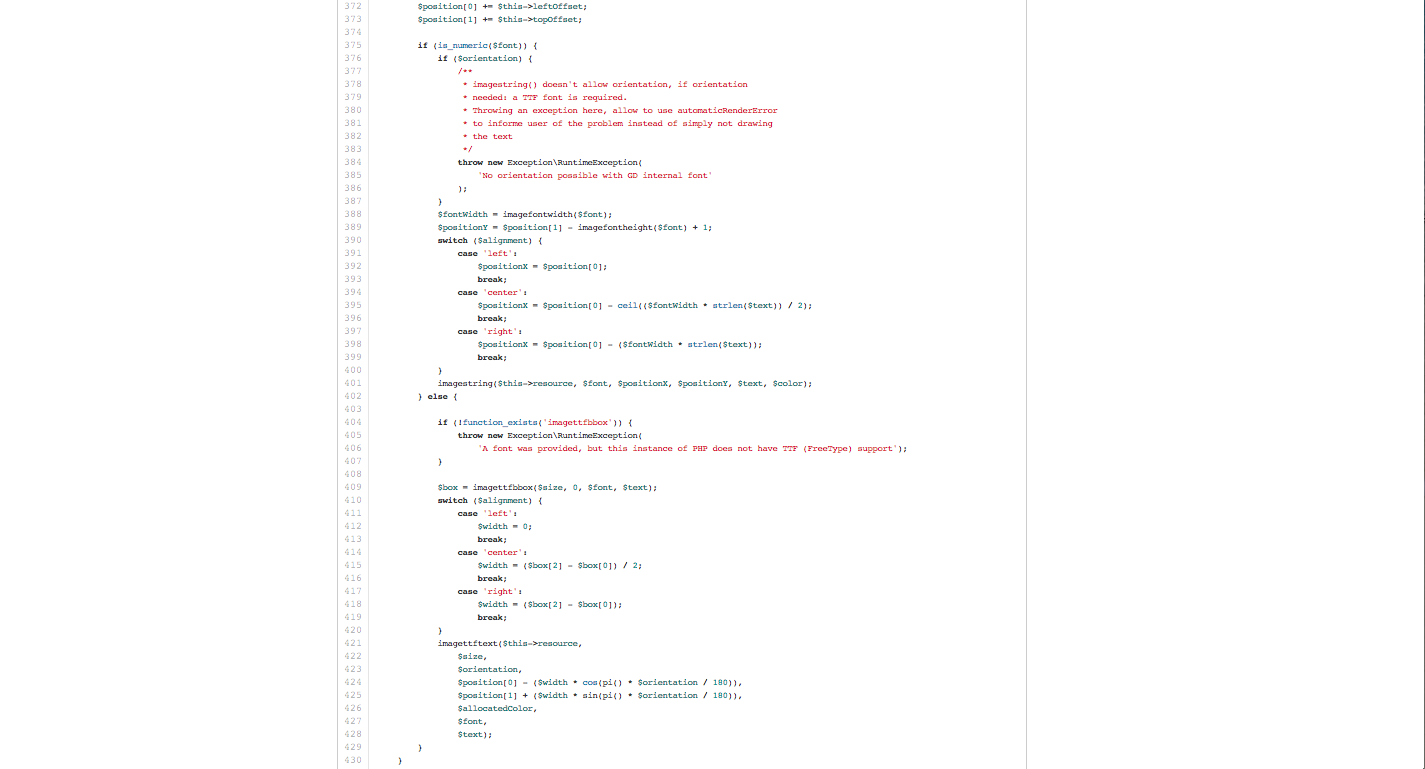 372 $position[0] += $this->leftOffset;
373 $position[1] += $this->topOffset;
374
375 if (is_numeric($font)) {
376 if ($orientation) {
377 /**
378 * imagestring() doesn't allow orientation, if orientation
379 * needed: a TTF font is required.
380 * Throwing an exception here, allow to use automaticRenderError
381 * to informe user of the problem instead of simply not drawing
382 * the text
383 */
384 throw new Exception\RuntimeException(
385 'No orientation possible with GD internal font'
386 );
387 }
388 $fontWidth = imagefontwidth($font);
389 $positionY = $position[1] - imagefontheight($font) + 1;
390 switch ($alignment) {
391 case 'left':
392 $positionX = $position[0];
393 break;
394 case 'center':
395 $positionX = $position[0] - ceil(($fontWidth * strlen($text)) / 2);
396 break;
397 case 'right':
398 $positionX = $position[0] - ($fontWidth * strlen($text));
399 break;
400 }
401 imagestring($this->resource, $font, $positionX, $positionY, $text, $color);
402 } else {
403
404 if (!function_exists('imagettfbbox')) {
405 throw new Exception\RuntimeException(
406 'A font was provided, but this instance of PHP does not have TTF (FreeType) support');
407 }
408
409 $box = imagettfbbox($size, 0, $font, $text);
410 switch ($alignment) {
411 case 'left':
412 $width = 0;
413 break;
414 case 'center':
415 $width = ($box[2] - $box[0]) / 2;
416 break;
417 case 'right':
418 $width = ($box[2] - $box[0]);
419 break;
420 }
421 imagettftext($this->resource,
422 $size,
423 $orientation,
424 $position[0] - ($width * cos(pi() * $orientation / 180)),
425 $position[1] + ($width * sin(pi() * $orientation / 180)),
426 $allocatedColor,
427 $font,
428 $text);
429 }
430 }